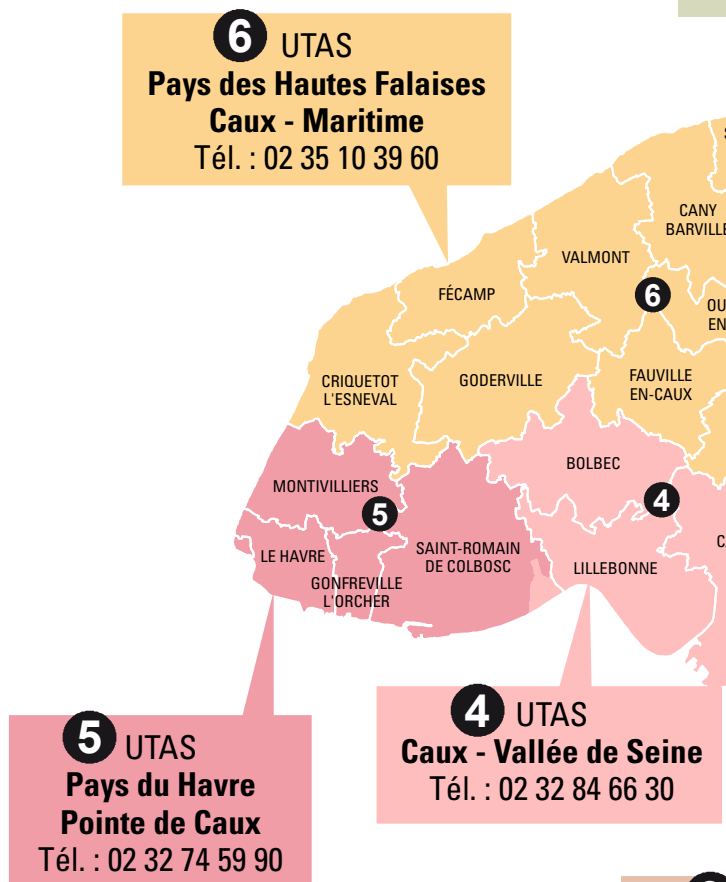 6 UTAS
Pays des Hautes Falaises
Caux - Maritime
Tél. : 02 35 10 39 60
CANY
BARVILLE
VALMONT
6
FÉCAMP
OU
EN
CRIQUETOT
L'ESNEVAL
GODERVILLE
FAUVILLE
EN-CAUX
BOLBEC
MONTIVILLIERS
4
5
LE HAVRE
SAINT-ROMAIN
DE COLBOSC
LILLEBONNE
GONFREVILLE
L'ORCHER
5 UTAS
Pays du Havre
Pointe de Caux
Tél. : 02 32 74 59 90
4 UTAS
Caux - Vallée de Seine
Tél. : 02 32 84 66 30